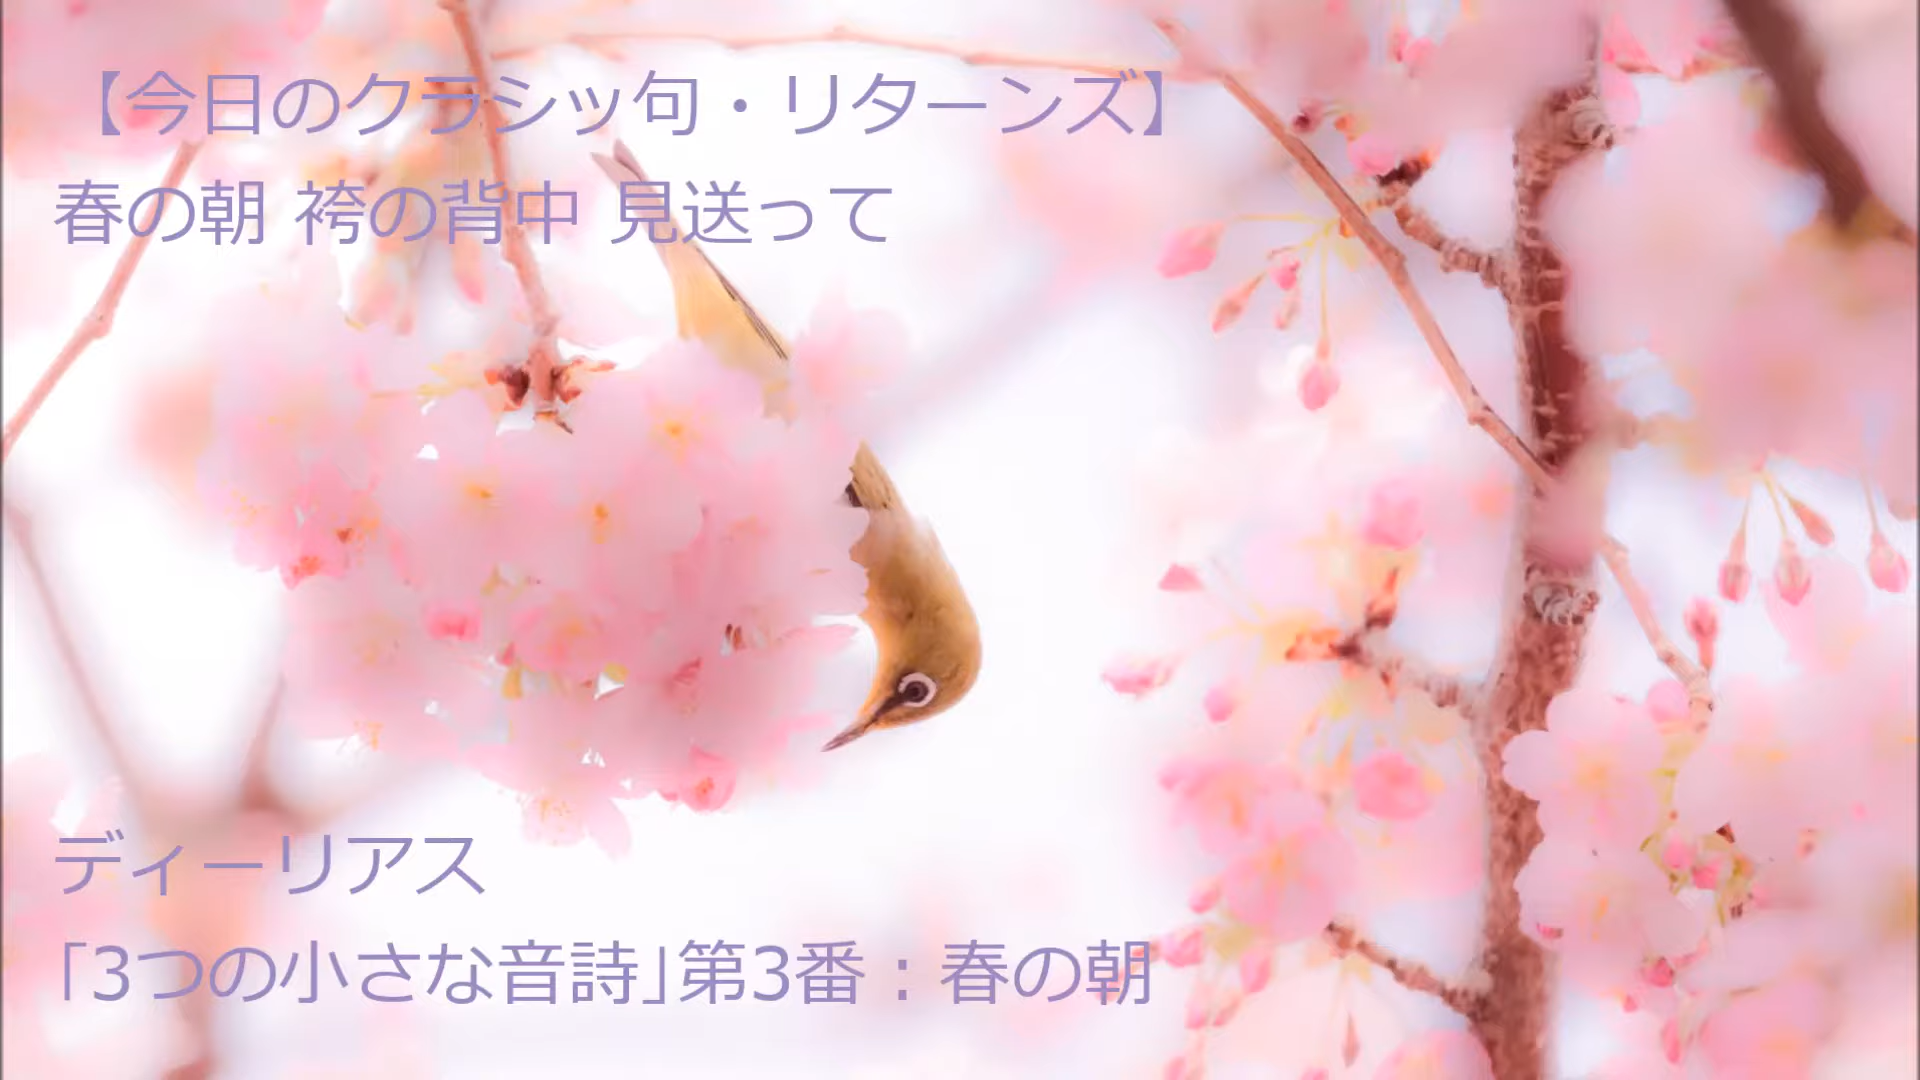 【今日のクラシッ句・リターンズ】
春の朝 袴の背中 見送って
ディーリアス
「3つの小さな音詩」第3番：春の朝